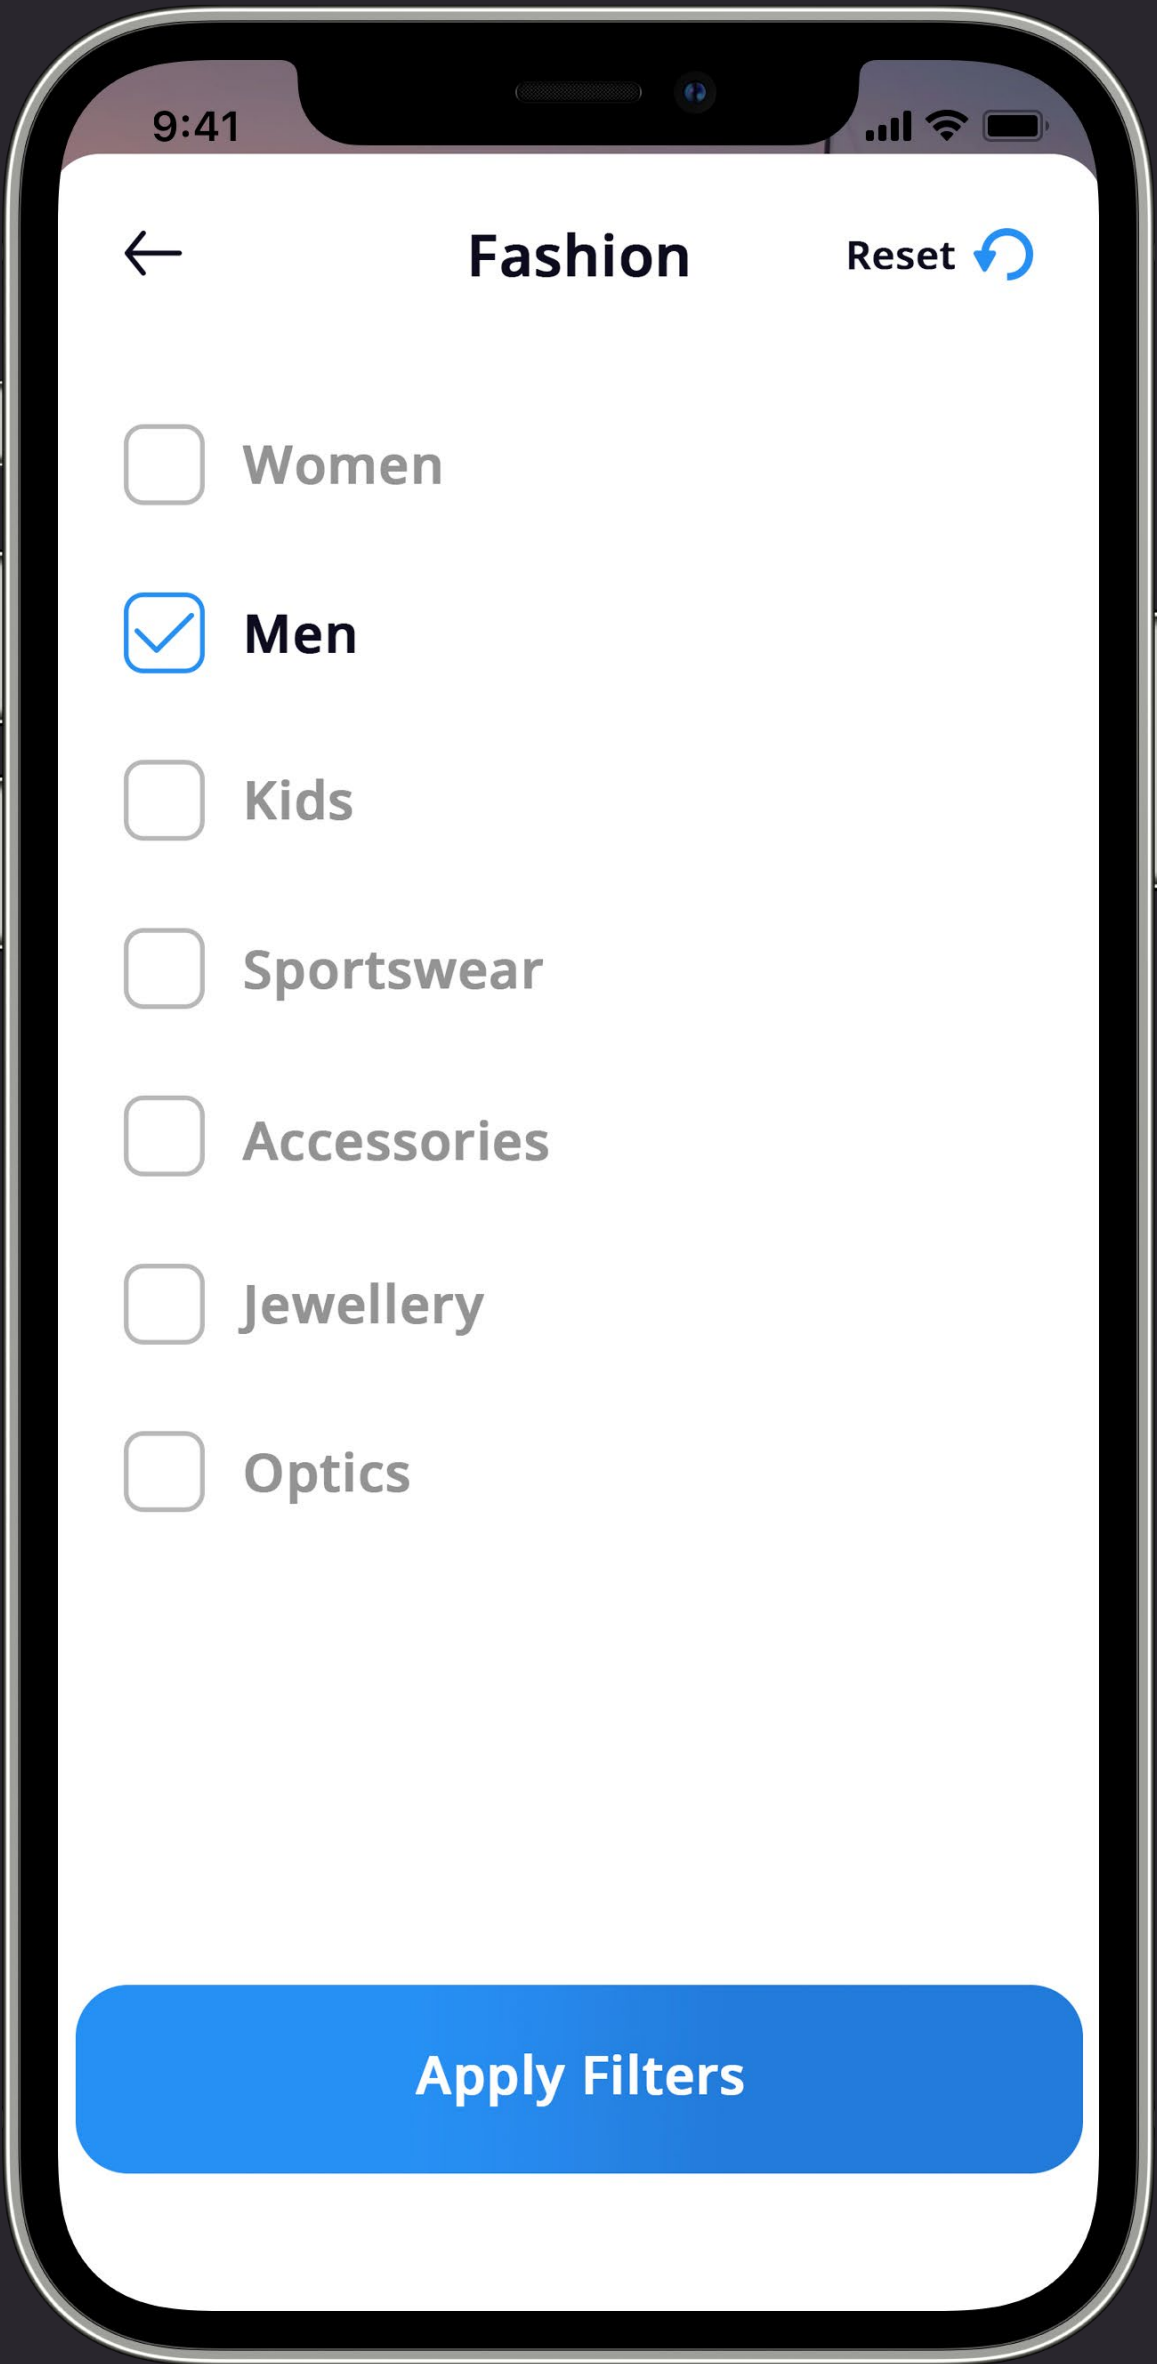 9:41
Fashion Reset
Women
Men
Kids
Sportswear
Accessories
Jewellery
Optics
Apply Filters